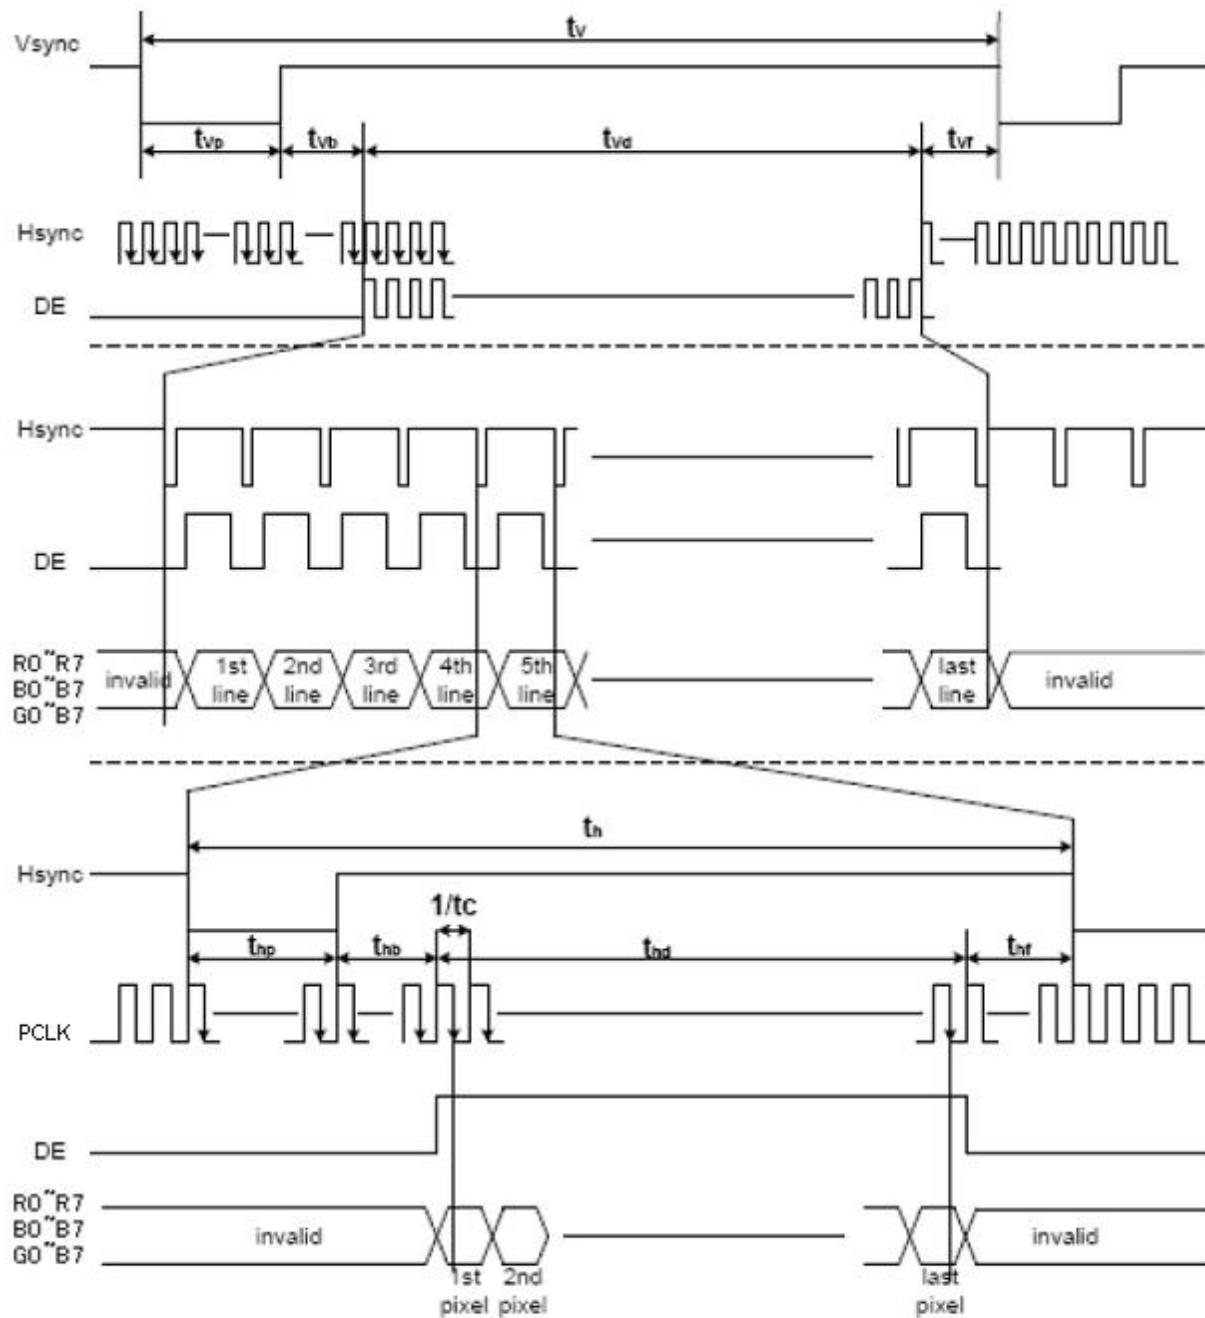 tv
Vsync
tvp tvb tvd tvf
Hsync
DE
Hsync
DE
R0~R7
B0~B7
G0~B7
invalid
1st line
2nd line
3rd line
4th line
5th line
last line
invalid
th
Hsync
1/tc
thp thb thd thf
PCLK
DE
R0~R7
B0~B7
G0~B7
invalid
invalid
1st pixel
2nd pixel
last pixel